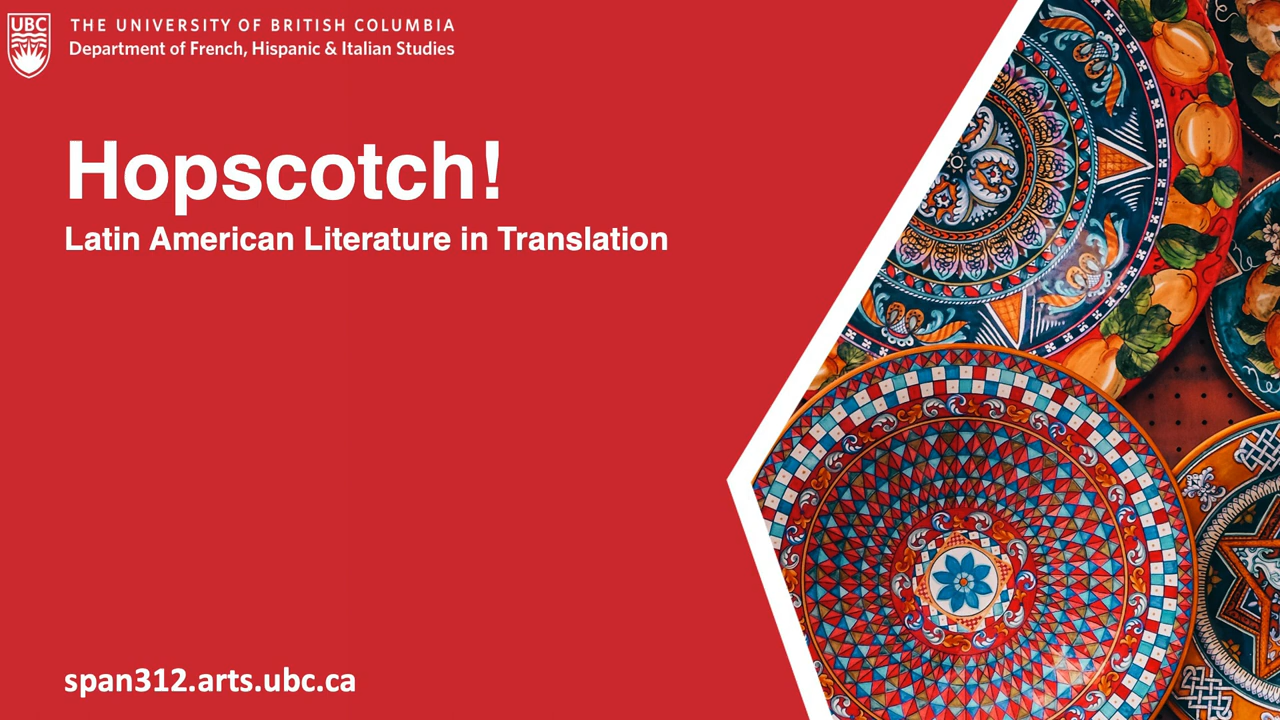 UBC
THE UNIVERSITY OF BRITISH COLUMBIA
Department of French, Hispanic & Italian Studies
Hopscotch!
Latin American Literature in Translation
span312.arts.ubc.ca